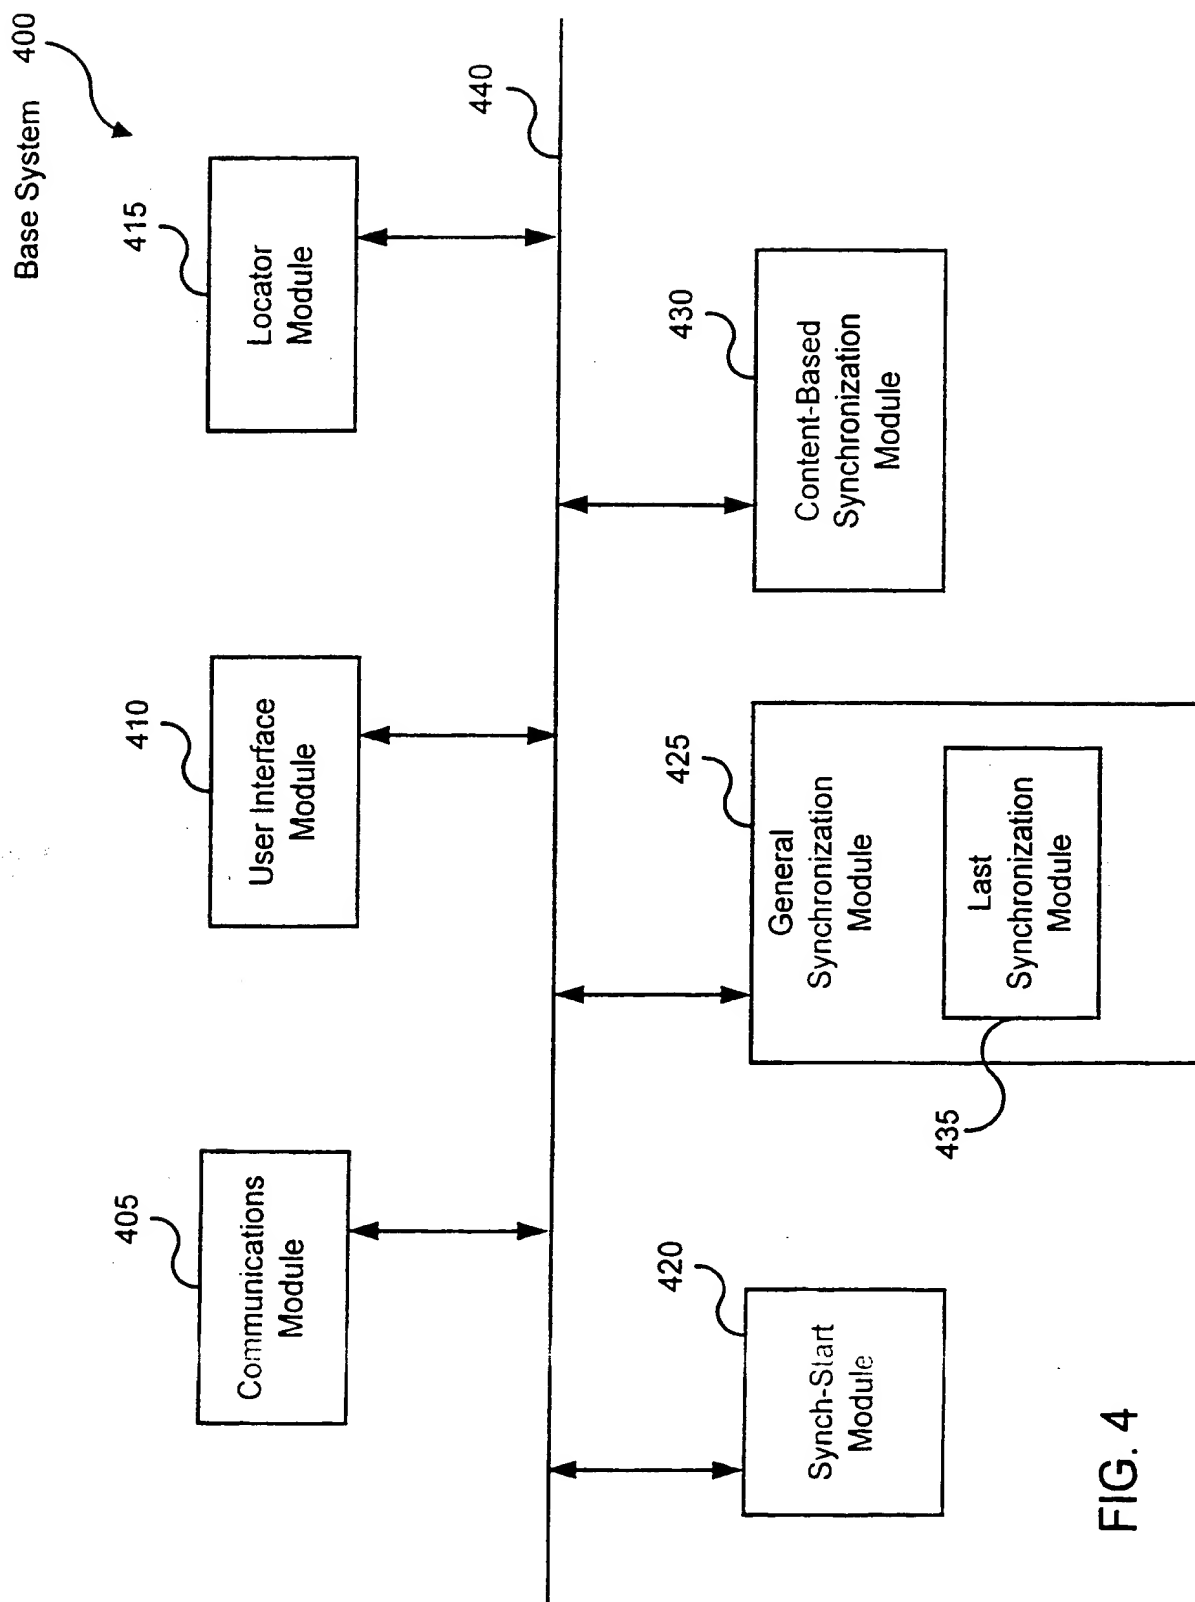 Base System 400
405
Communications
Module
410
User Interface
Module
415
Locator
Module
440
420
Synch-Start
Module
425
General
Synchronization
Module
435
Last
Synchronization
Module
430
Content-Based
Synchronization
Module
FIG. 4